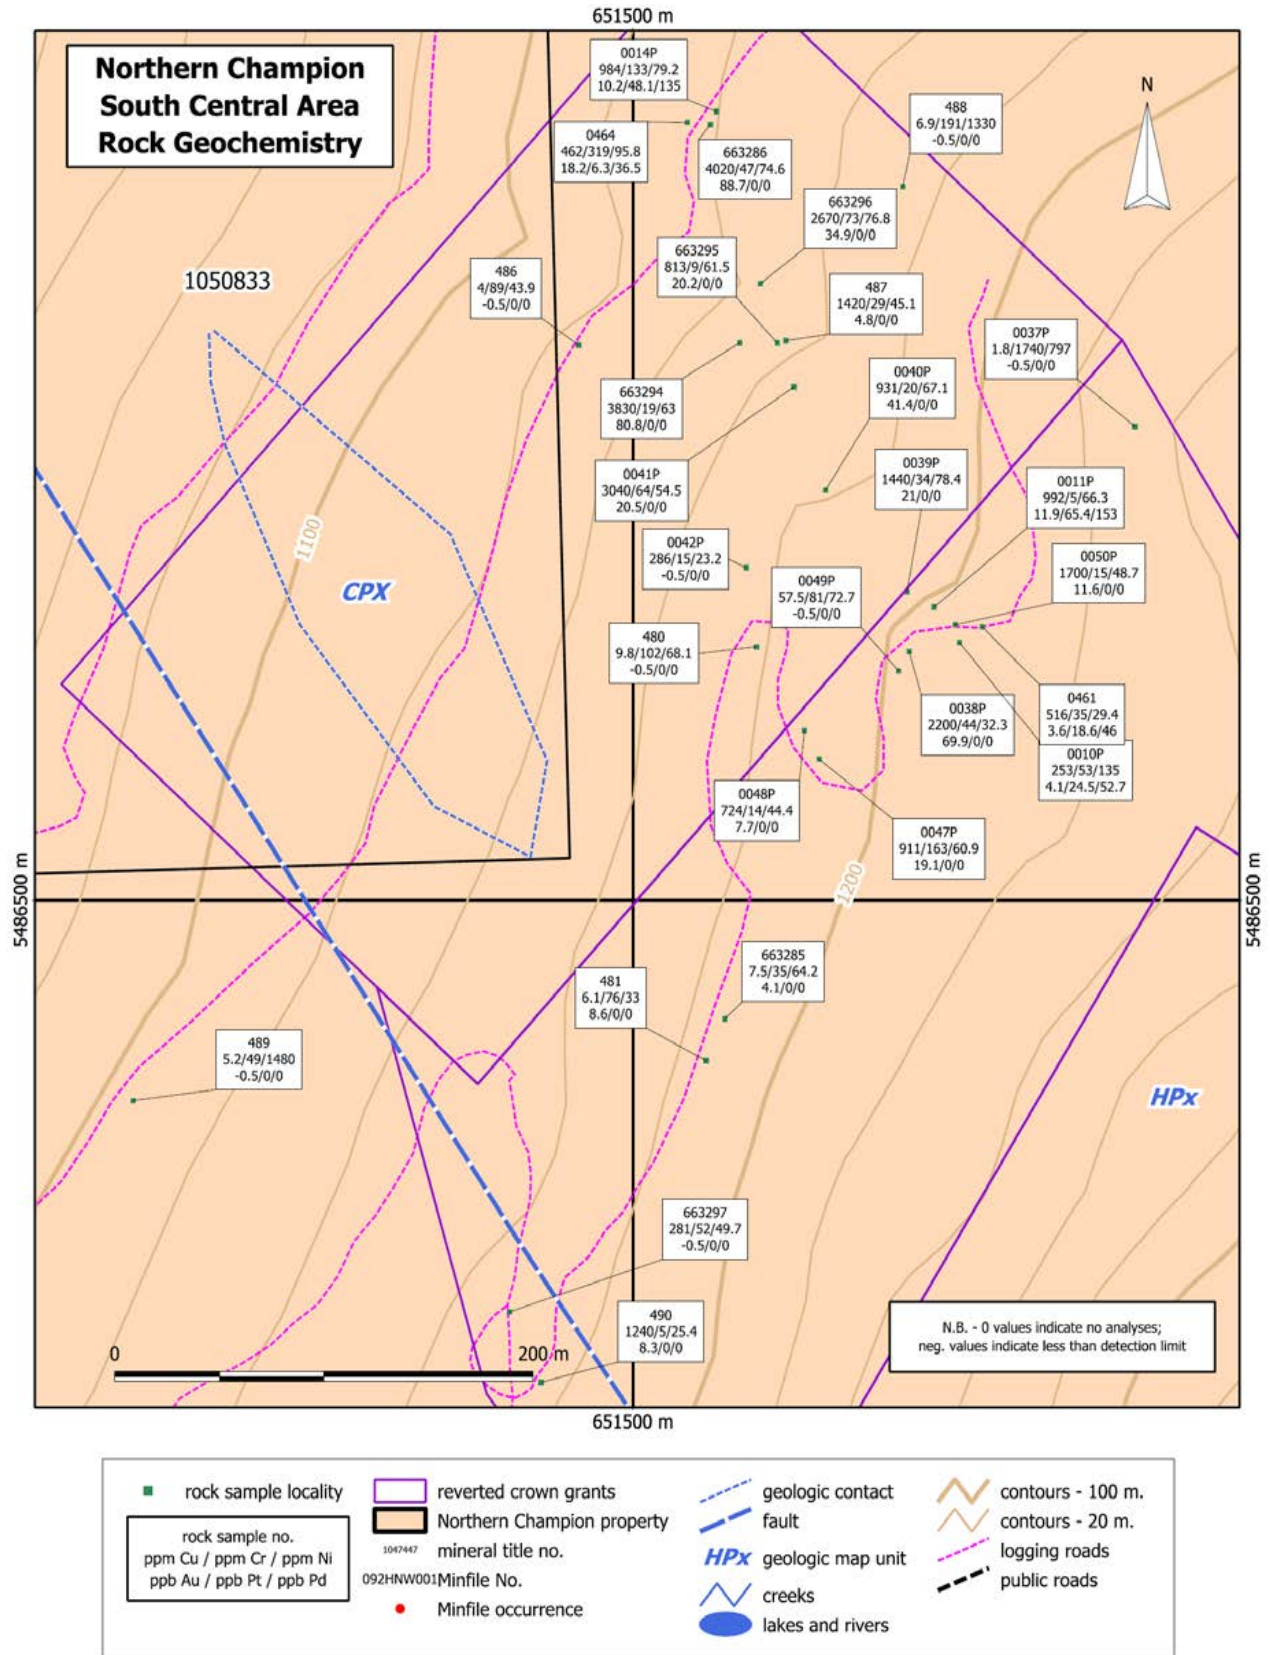 651500 m
Northern Champion
South Central Area
Rock Geochemistry
0014P
984/133/79.2
10.2/48.1/135
N
488
6.9/191/1330
-0.5/0/0
0464
462/319/95.8
18.2/6.3/36.5
663286
4020/47/74.6
88.7/0/0
663296
2670/73/76.8
34.9/0/0
663295
813/9/61.5
20.2/0/0
1050833
486
4/89/43.9
-0.5/0/0
487
1420/29/45.1
4.8/0/0
0037P
1.8/1740/797
-0.5/0/0
0040P
931/20/67.1
41.4/0/0
663294
3830/19/63
80.8/0/0
0039P
1440/34/78.4
21/0/0
0041P
3040/64/54.5
20.5/0/0
0011P
992/5/66.3
11.9/65.4/153
1100
0042P
286/15/23.2
-0.5/0/0
0050P
1700/15/48.7
11.6/0/0
CPX
0049P
57.5/81/72.7
-0.5/0/0
480
9.8/102/68.1
-0.5/0/0
0038P
2200/44/32.3
69.9/0/0
0461
516/35/29.4
3.6/18.6/46
0010P
253/53/135
4.1/24.5/52.7
0048P
724/14/44.4
7.7/0/0
0047P
911/163/60.9
19.1/0/0
1200
5486500 m
5486500 m
663285
7.5/35/64.2
4.1/0/0
481
6.1/76/33
8.6/0/0
489
5.2/49/1480
-0.5/0/0
HPx
663297
281/52/49.7
-0.5/0/0
490
1240/5/25.4
8.3/0/0
N.B. - 0 values indicate no analyses;
neg. values indicate less than detection limit
0
200 m
651500 m
rock sample locality
rock sample no.
ppm Cu / ppm Cr / ppm Ni
ppb Au / ppb Pt / ppb Pd
reverted crown grants
Northern Champion property
1047447 mineral title no.
092HNW001 Minfile No.
Minfile occurrence
geologic contact
fault
HPx geologic map unit
creeks
lakes and rivers
contours - 100 m.
contours - 20 m.
logging roads
public roads